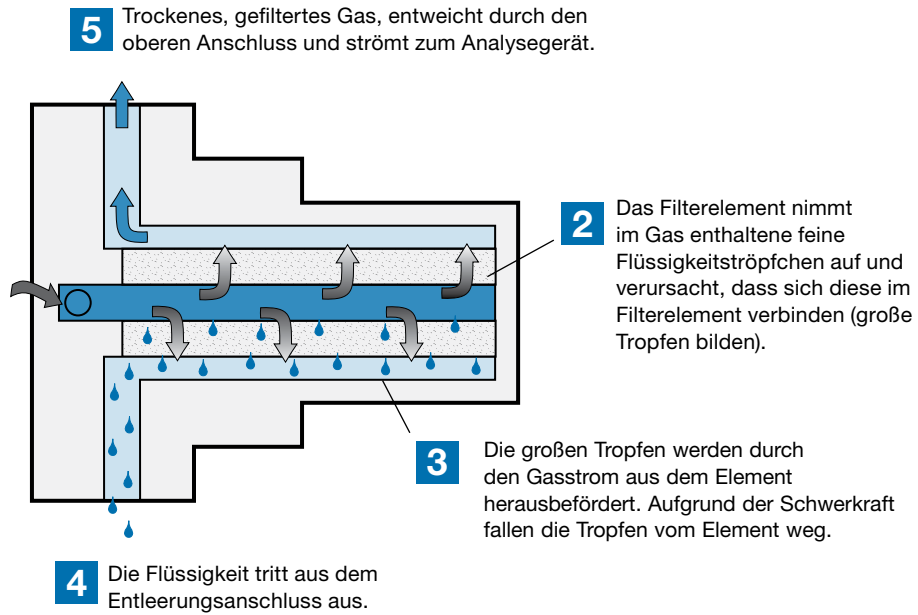 5
Trockenes, gefiltertes Gas, entweicht durch den
oberen Anschluss und strömt zum Analysegerät.
2
Das Filterelement nimmt
im Gas enthaltene feine
Flüssigkeitströpfchen auf und
verursacht, dass sich diese im
Filterelement verbinden (große
Tropfen bilden).
3
Die großen Tropfen werden durch
den Gasstrom aus dem Element
herausbefördert. Aufgrund der Schwerkraft
fallen die Tropfen vom Element weg.
4
Die Flüssigkeit tritt aus dem
Entleerungsanschluss aus.